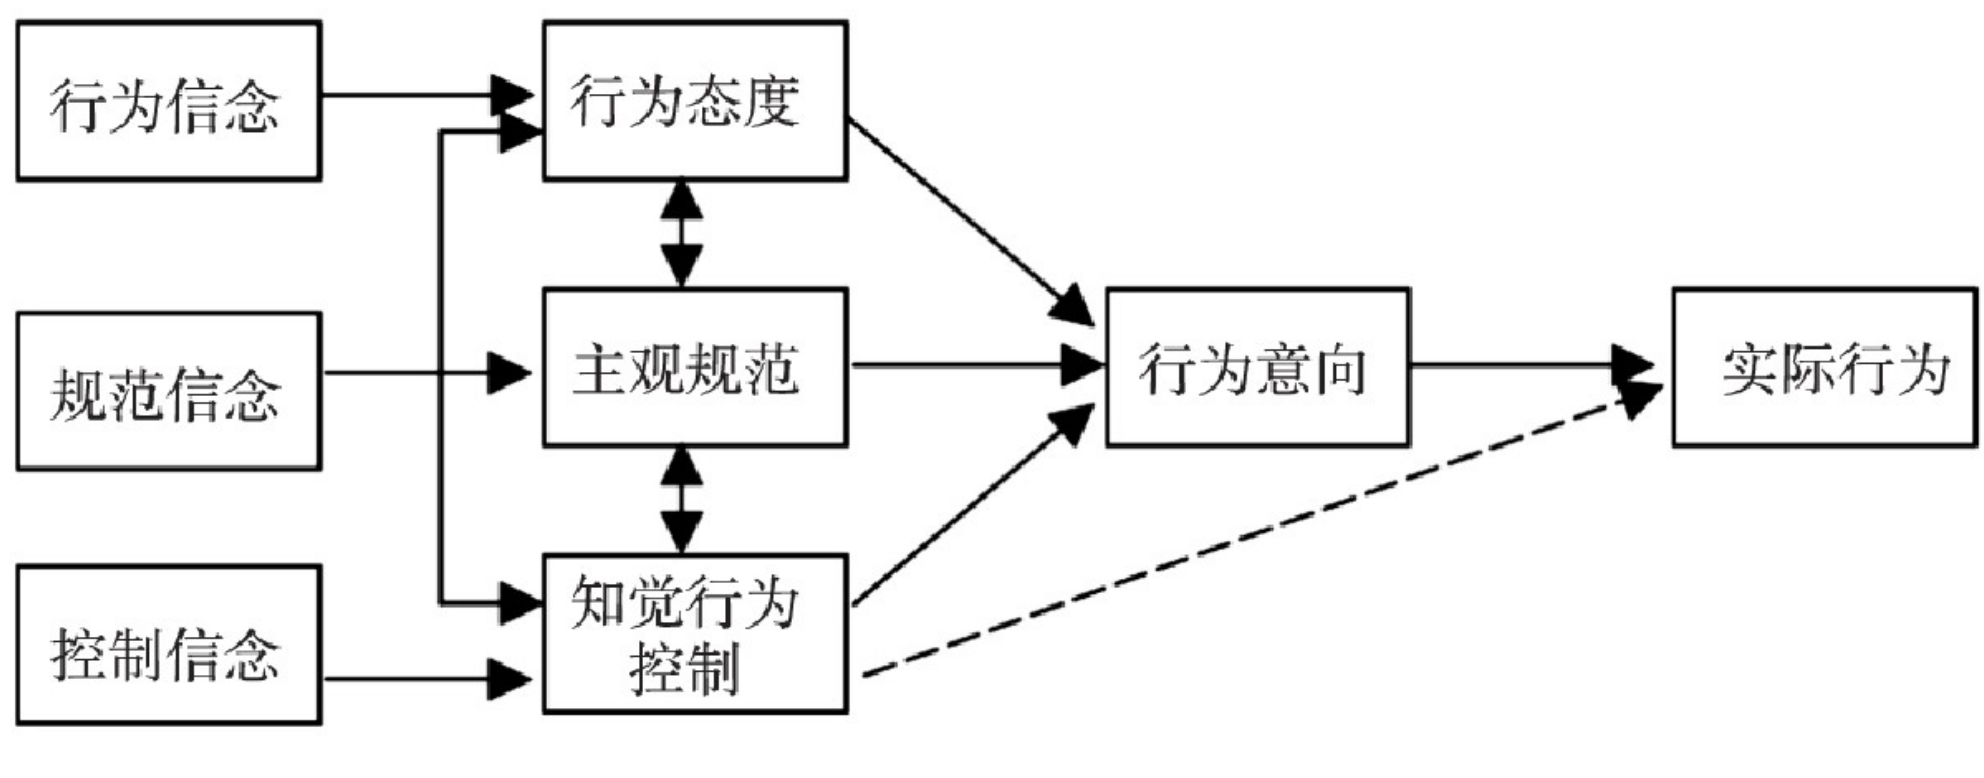 行为信念
行为态度
规范信念
主观规范
行为意向
实际行为
控制信念
知觉行为
控制